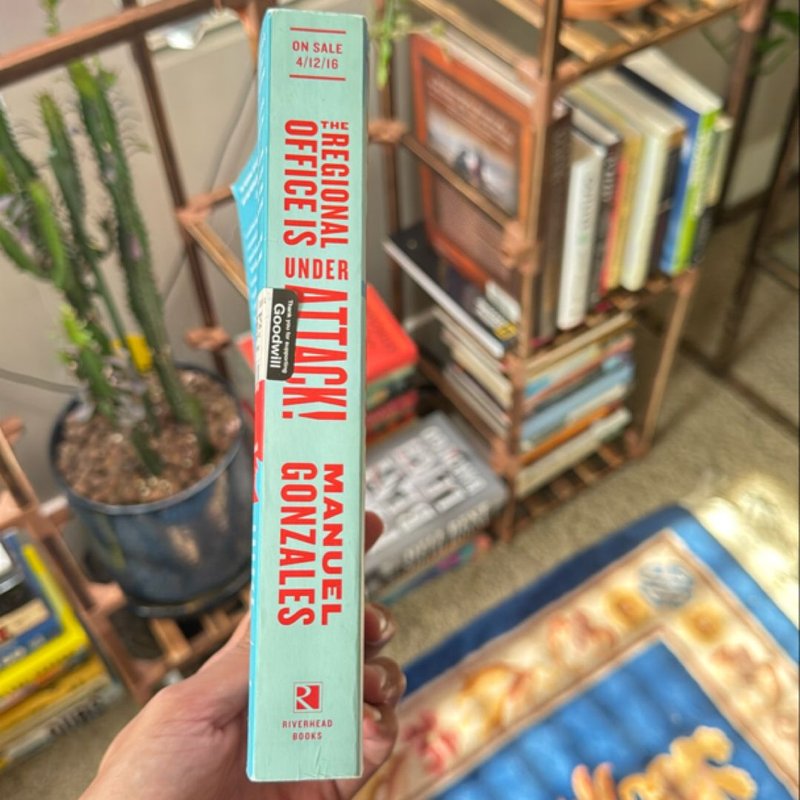 ON SALE
4/12/16
THE REGIONAL
OFFICE IS
UNDER
ATTACK!
Thank you for supporting
Goodwill
MANUEL
GONZALES
R
RIVERHEAD
BOOKS